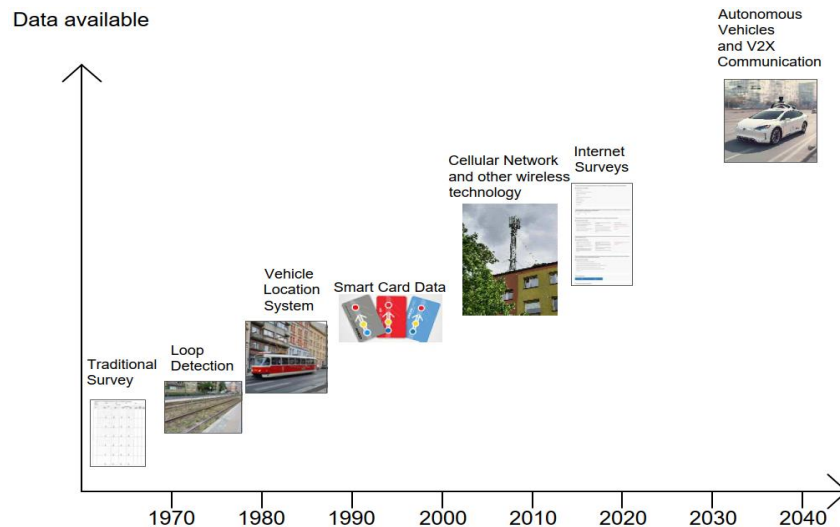 Data available
Autonomous
Vehicles
and V2X
Communication
Cellular Network
and other wireless
technology
Internet
Surveys
Vehicle
Location
System
Smart Card Data
Loop
Detection
Traditional
Survey
1970
1980
1990
2000
2010
2020
2030
2040